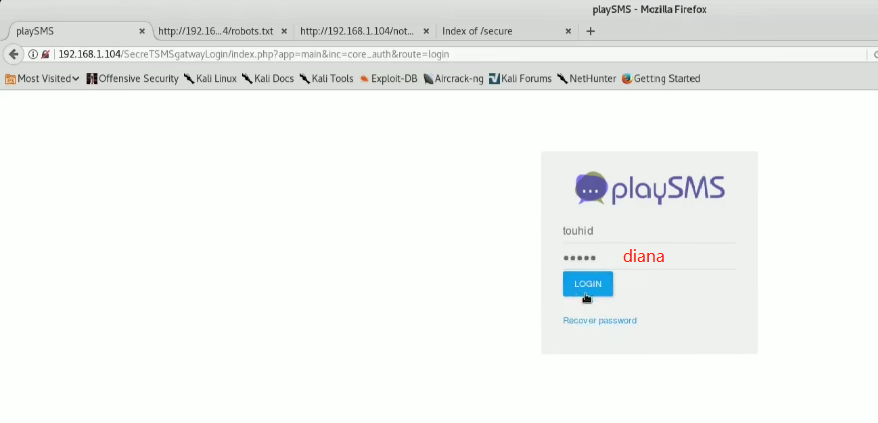 playSMS - Mozilla Firefox
playSMS × http://192.16...4/robots.txt × http://192.168.1.104/not... × Index of /secure × +
192.168.1.104/SecreTSMSgatwayLogin/index.php?app=main&inc=core_auth&route=login
Most Visited Offensive Security Kali Linux Kali Docs Kali Tools Exploit-DB Aircrack-ng Kali Forums NetHunter Getting Started
playSMS
touhid
●●●●● diana
LOGIN
Recover password